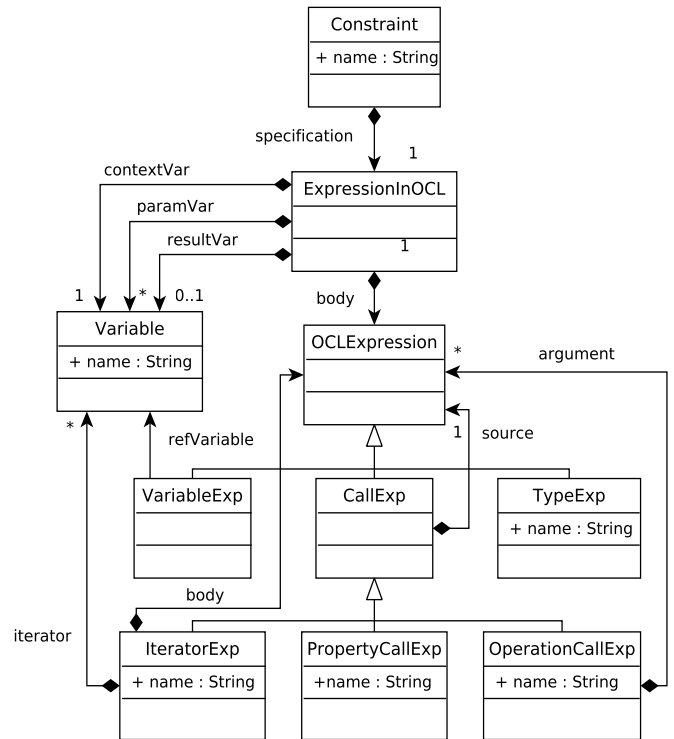 Constraint
+ name : String
specification
1
contextVar
ExpressionInOCL
paramVar
resultVar
1
1
*
0..1
body
Variable
OCLExpression
*
argument
+ name : String
*
refVariable
1
source
VariableExp
CallExp
TypeExp
+ name : String
body
iterator
IteratorExp
PropertyCallExp
OperationCallExp
+ name : String
+name : String
+ name : String